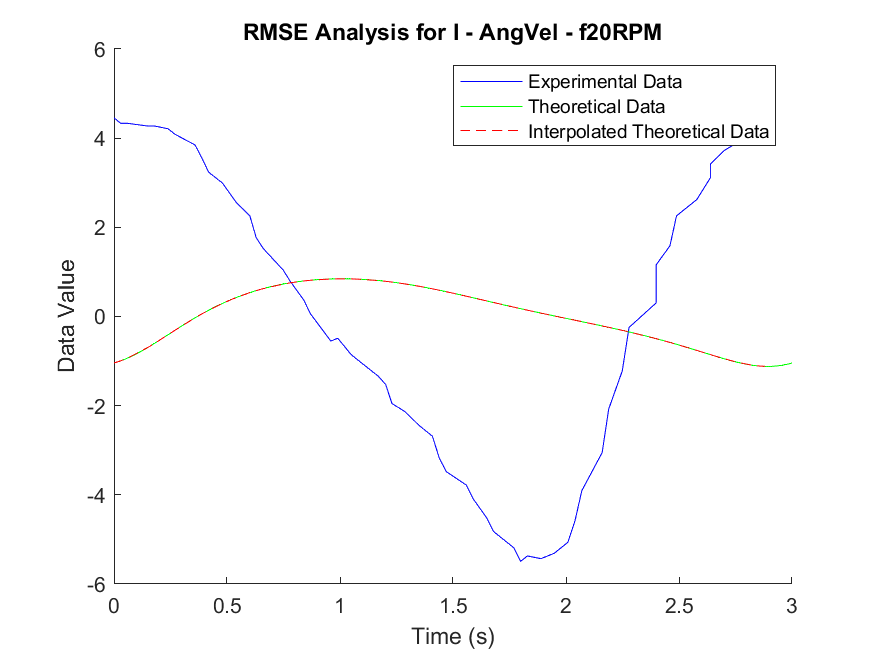 RMSE Analysis for I - AngVel - f20RPM
Experimental Data
Theoretical Data
Interpolated Theoretical Data
Data Value
6
4
2
0
-2
-4
-6
0 0.5 1 1.5 2 2.5 3
Time (s)